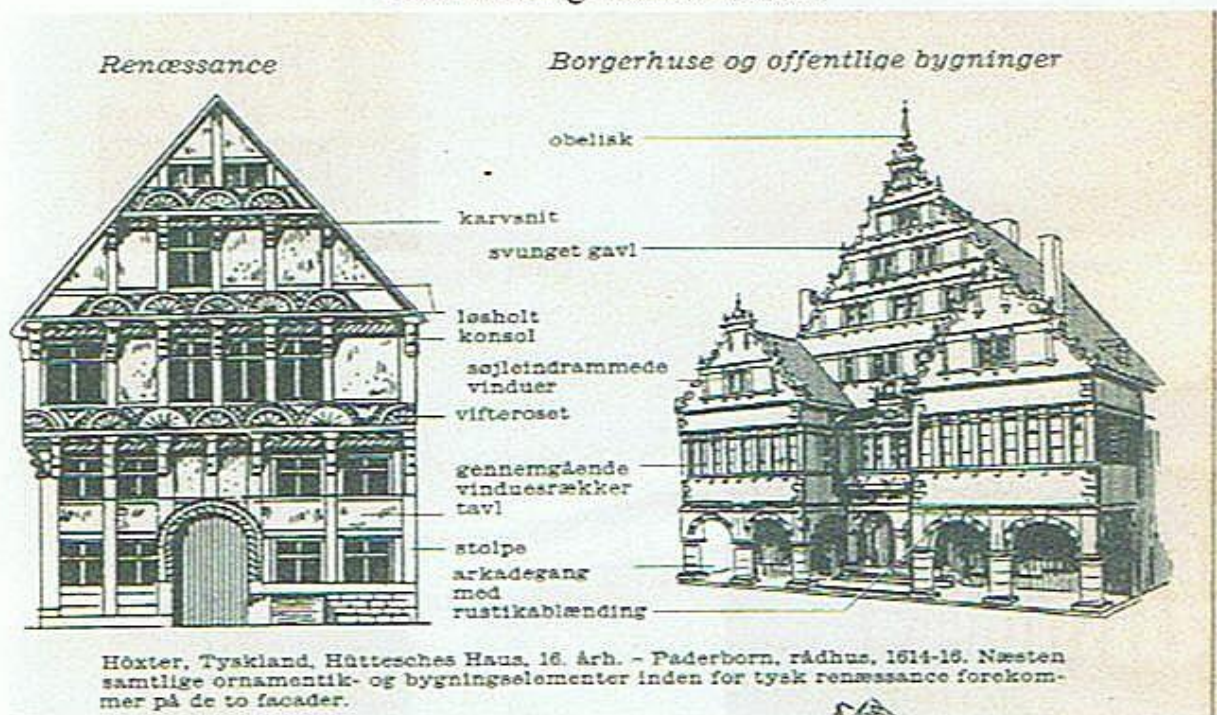 Renæssance
Borgerhuse og offentlige bygninger
obelisk
karvsnit
svunget gavl
løsholt
konsol
søjleindrammede
vinduer
vifteroset
gennemgående
vinduesrækker
tavl
stolpe
arkadegang
med
rustikablænding
Höxter, Tyskland, Hüttesches Haus, 16. årh. – Paderborn, rådhus, 1614-16. Næsten
samtlige ornamentik- og bygningselementer inden for tysk renæssance forekom-
mer på de to facader.